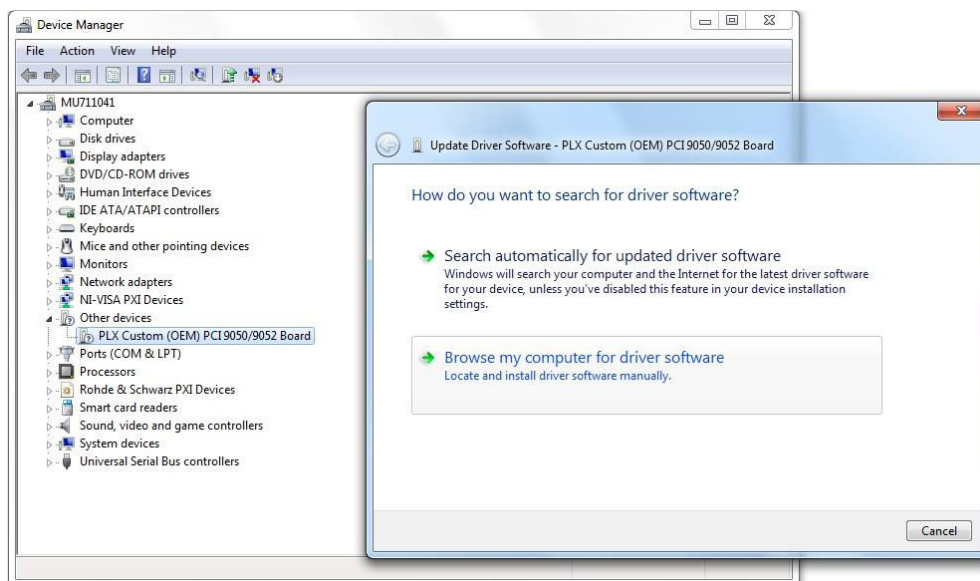 Device Manager
File Action View Help
MU711041
Computer
Disk drives
Display adapters
DVD/CD-ROM drives
Human Interface Devices
IDE ATA/ATAPI controllers
Keyboards
Mice and other pointing devices
Monitors
Network adapters
NI-VISA PXI Devices
Other devices
PLX Custom (OEM) PCI 9050/9052 Board
Ports (COM & LPT)
Processors
Rohde & Schwarz PXI Devices
Smart card readers
Sound, video and game controllers
System devices
Universal Serial Bus controllers
Update Driver Software - PLX Custom (OEM) PCI 9050/9052 Board
How do you want to search for driver software?
Search automatically for updated driver software
Windows will search your computer and the Internet for the latest driver software
for your device, unless you've disabled this feature in your device installation
settings.
Browse my computer for driver software
Locate and install driver software manually.
Cancel